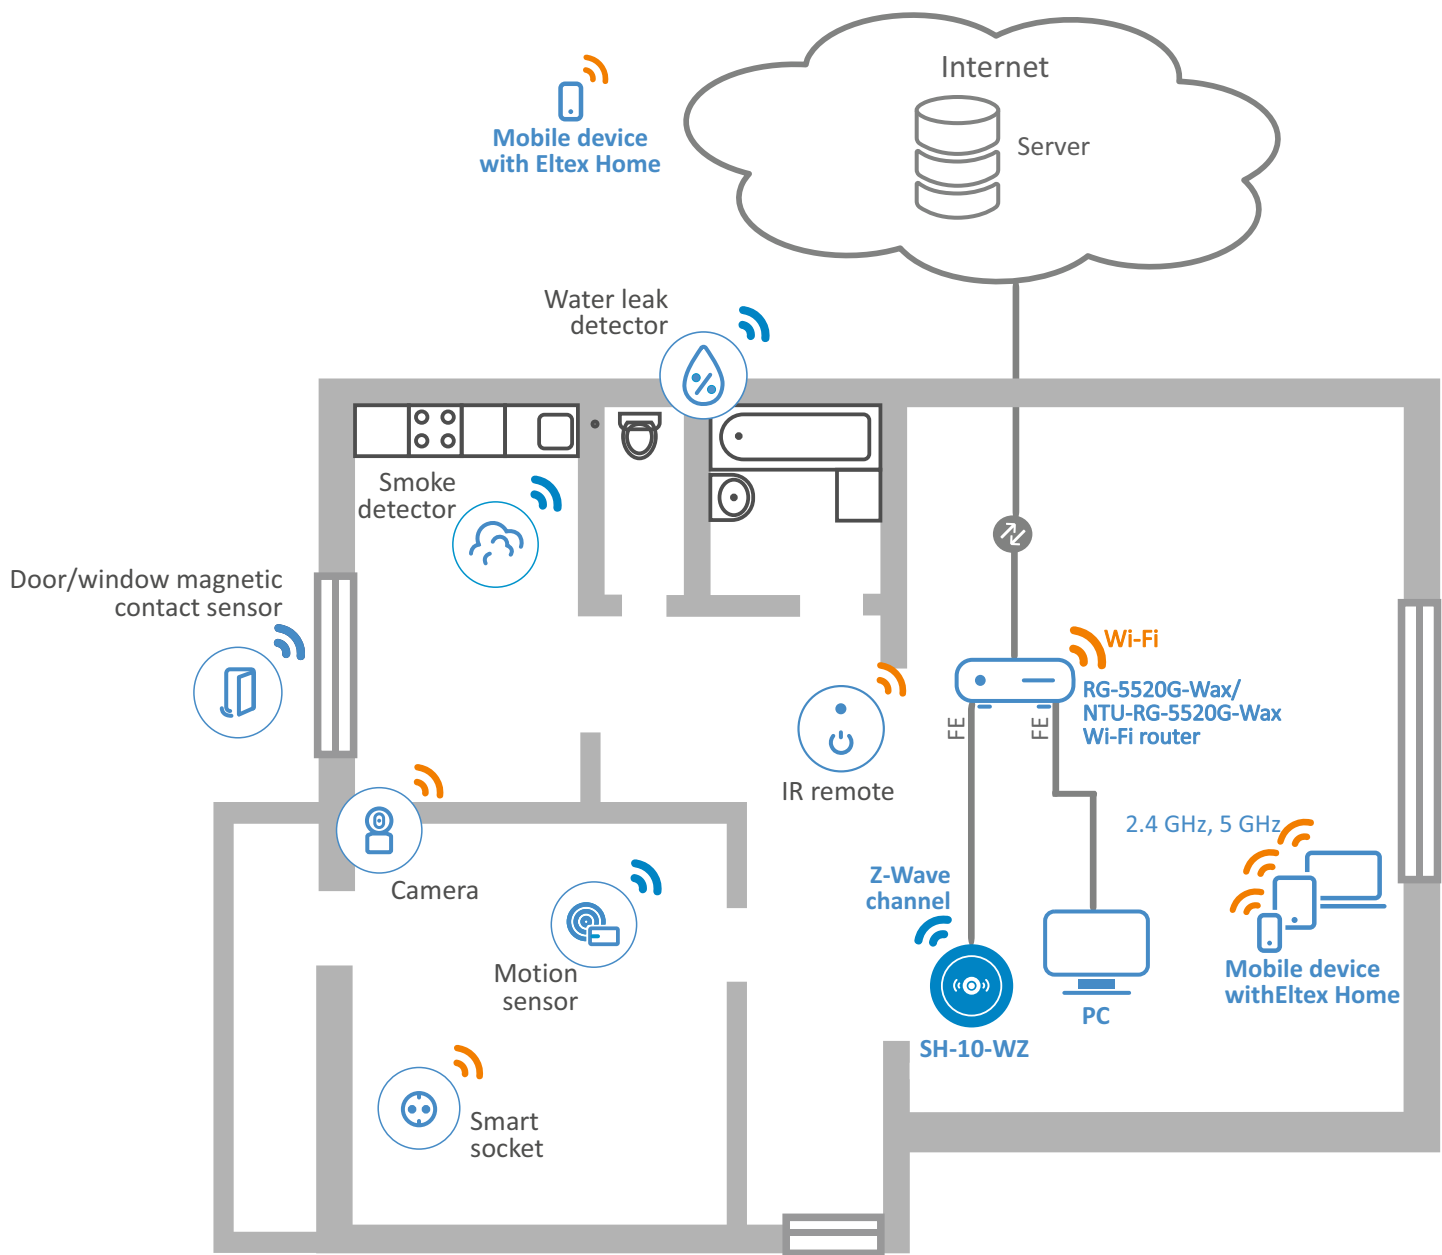 Internet
Server
Mobile device
with Eltex Home
Water leak
detector
Smoke
detector
Door/window magnetic
contact sensor
Wi-Fi
RG-5520G-Wax/
NTU-RG-5520G-Wax
Wi-Fi router
FE
FE
IR remote
2.4 GHz, 5 GHz
Camera
Z-Wave
channel
Motion
sensor
Mobile device
withEltex Home
PC
SH-10-WZ
Smart
socket